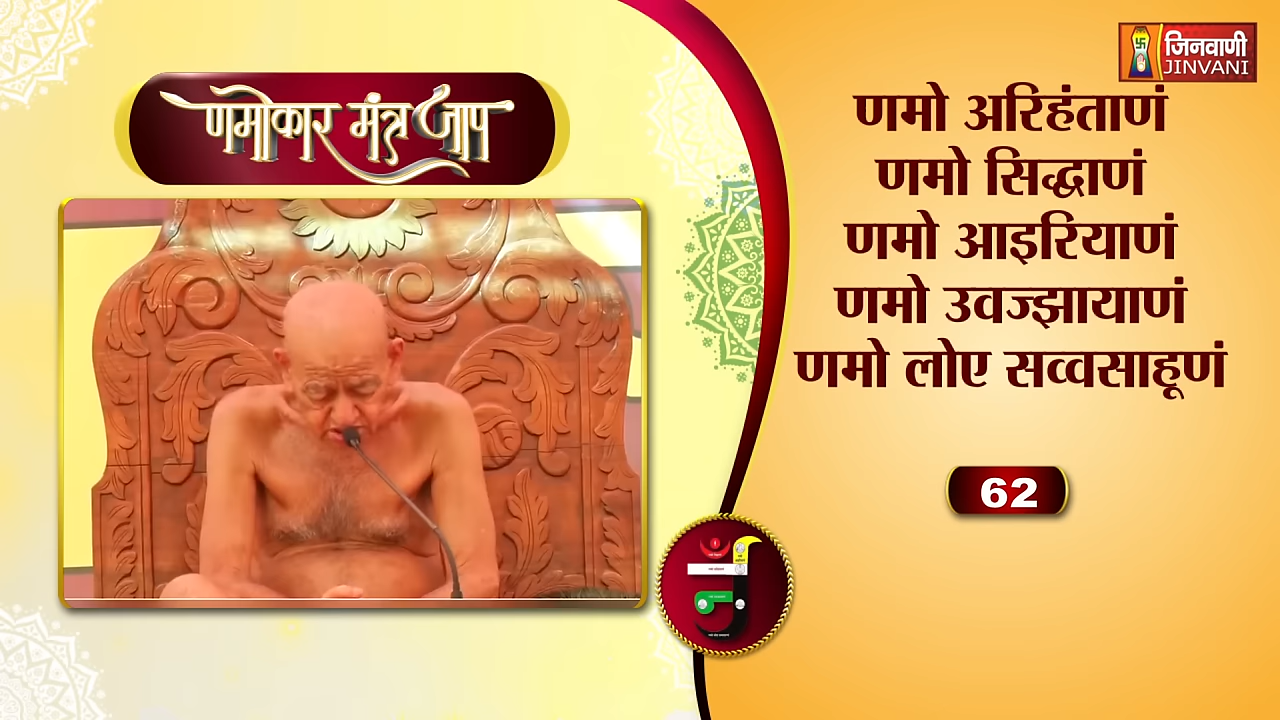 णमोकार मंत्र जाप
जिनवाणी
JINVANI
णमो अरिहंताणं
णमो सिद्धाणं
णमो आइरियाणं
णमो उवज्झायाणं
णमो लोए सव्वसाहूणं
62